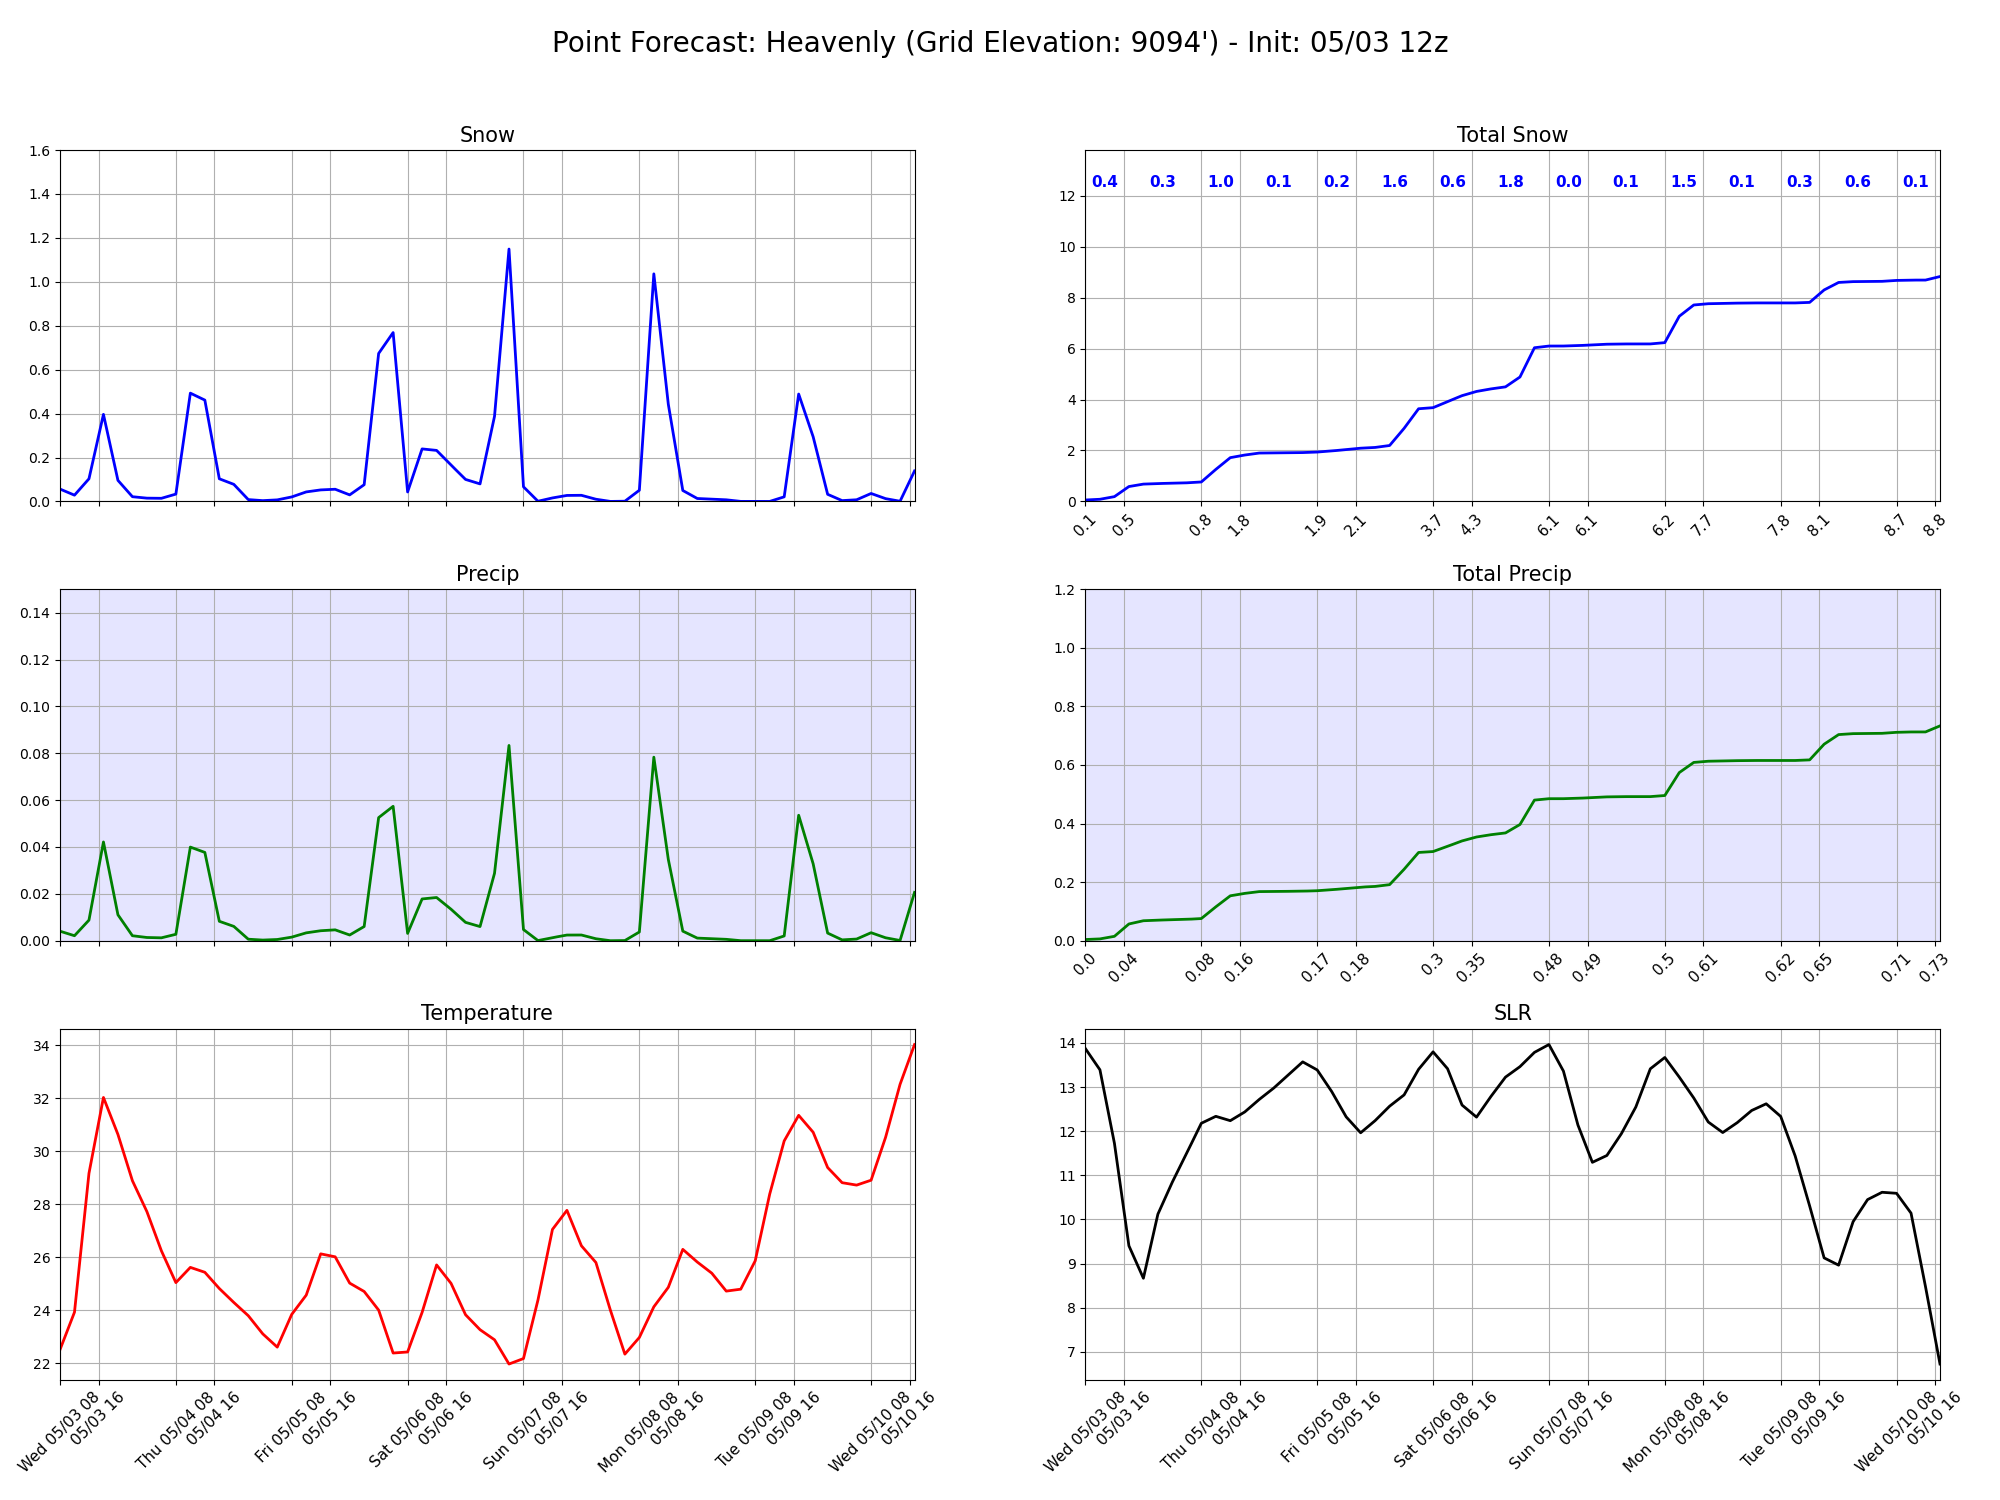 Point Forecast: Heavenly (Grid Elevation: 9094') - Init: 05/03 12z
Snow
1.6
1.4
1.2
1.0
0.8
0.6
0.4
0.2
0.0
Total Snow
0.4 0.3 1.0 0.1 0.2 1.6 0.6 1.8 0.0 0.1 1.5 0.1 0.3 0.6 0.1
12
10
8
6
4
2
0
0.1 0.5 0.8 1.8 1.9 2.1 3.7 4.3 6.1 6.1 6.2 7.7 7.8 8.1 8.7 8.8
Precip
0.14
0.12
0.10
0.08
0.06
0.04
0.02
0.00
Total Precip
1.2
1.0
0.8
0.6
0.4
0.2
0.0
0.0 0.04 0.08 0.16 0.17 0.18 0.3 0.35 0.48 0.49 0.5 0.61 0.62 0.65 0.71 0.73
Temperature
34
32
30
28
26
24
22
Wed 05/03 08
05/03 16
Thu 05/04 08
05/04 16
Fri 05/05 08
05/05 16
Sat 05/06 08
05/06 16
Sun 05/07 08
05/07 16
Mon 05/08 08
05/08 16
Tue 05/09 08
05/09 16
Wed 05/10 08
05/10 16
SLR
14
13
12
11
10
9
8
7
Wed 05/03 08
05/03 16
Thu 05/04 08
05/04 16
Fri 05/05 08
05/05 16
Sat 05/06 08
05/06 16
Sun 05/07 08
05/07 16
Mon 05/08 08
05/08 16
Tue 05/09 08
05/09 16
Wed 05/10 08
05/10 16